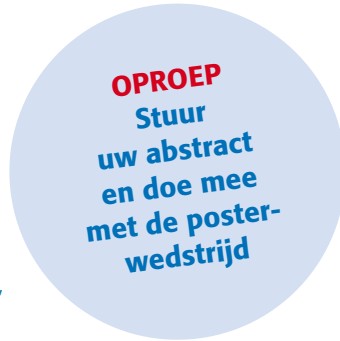 OPROEP
Stuur
uw abstract
en doe mee
met de poster-
wedstrijd